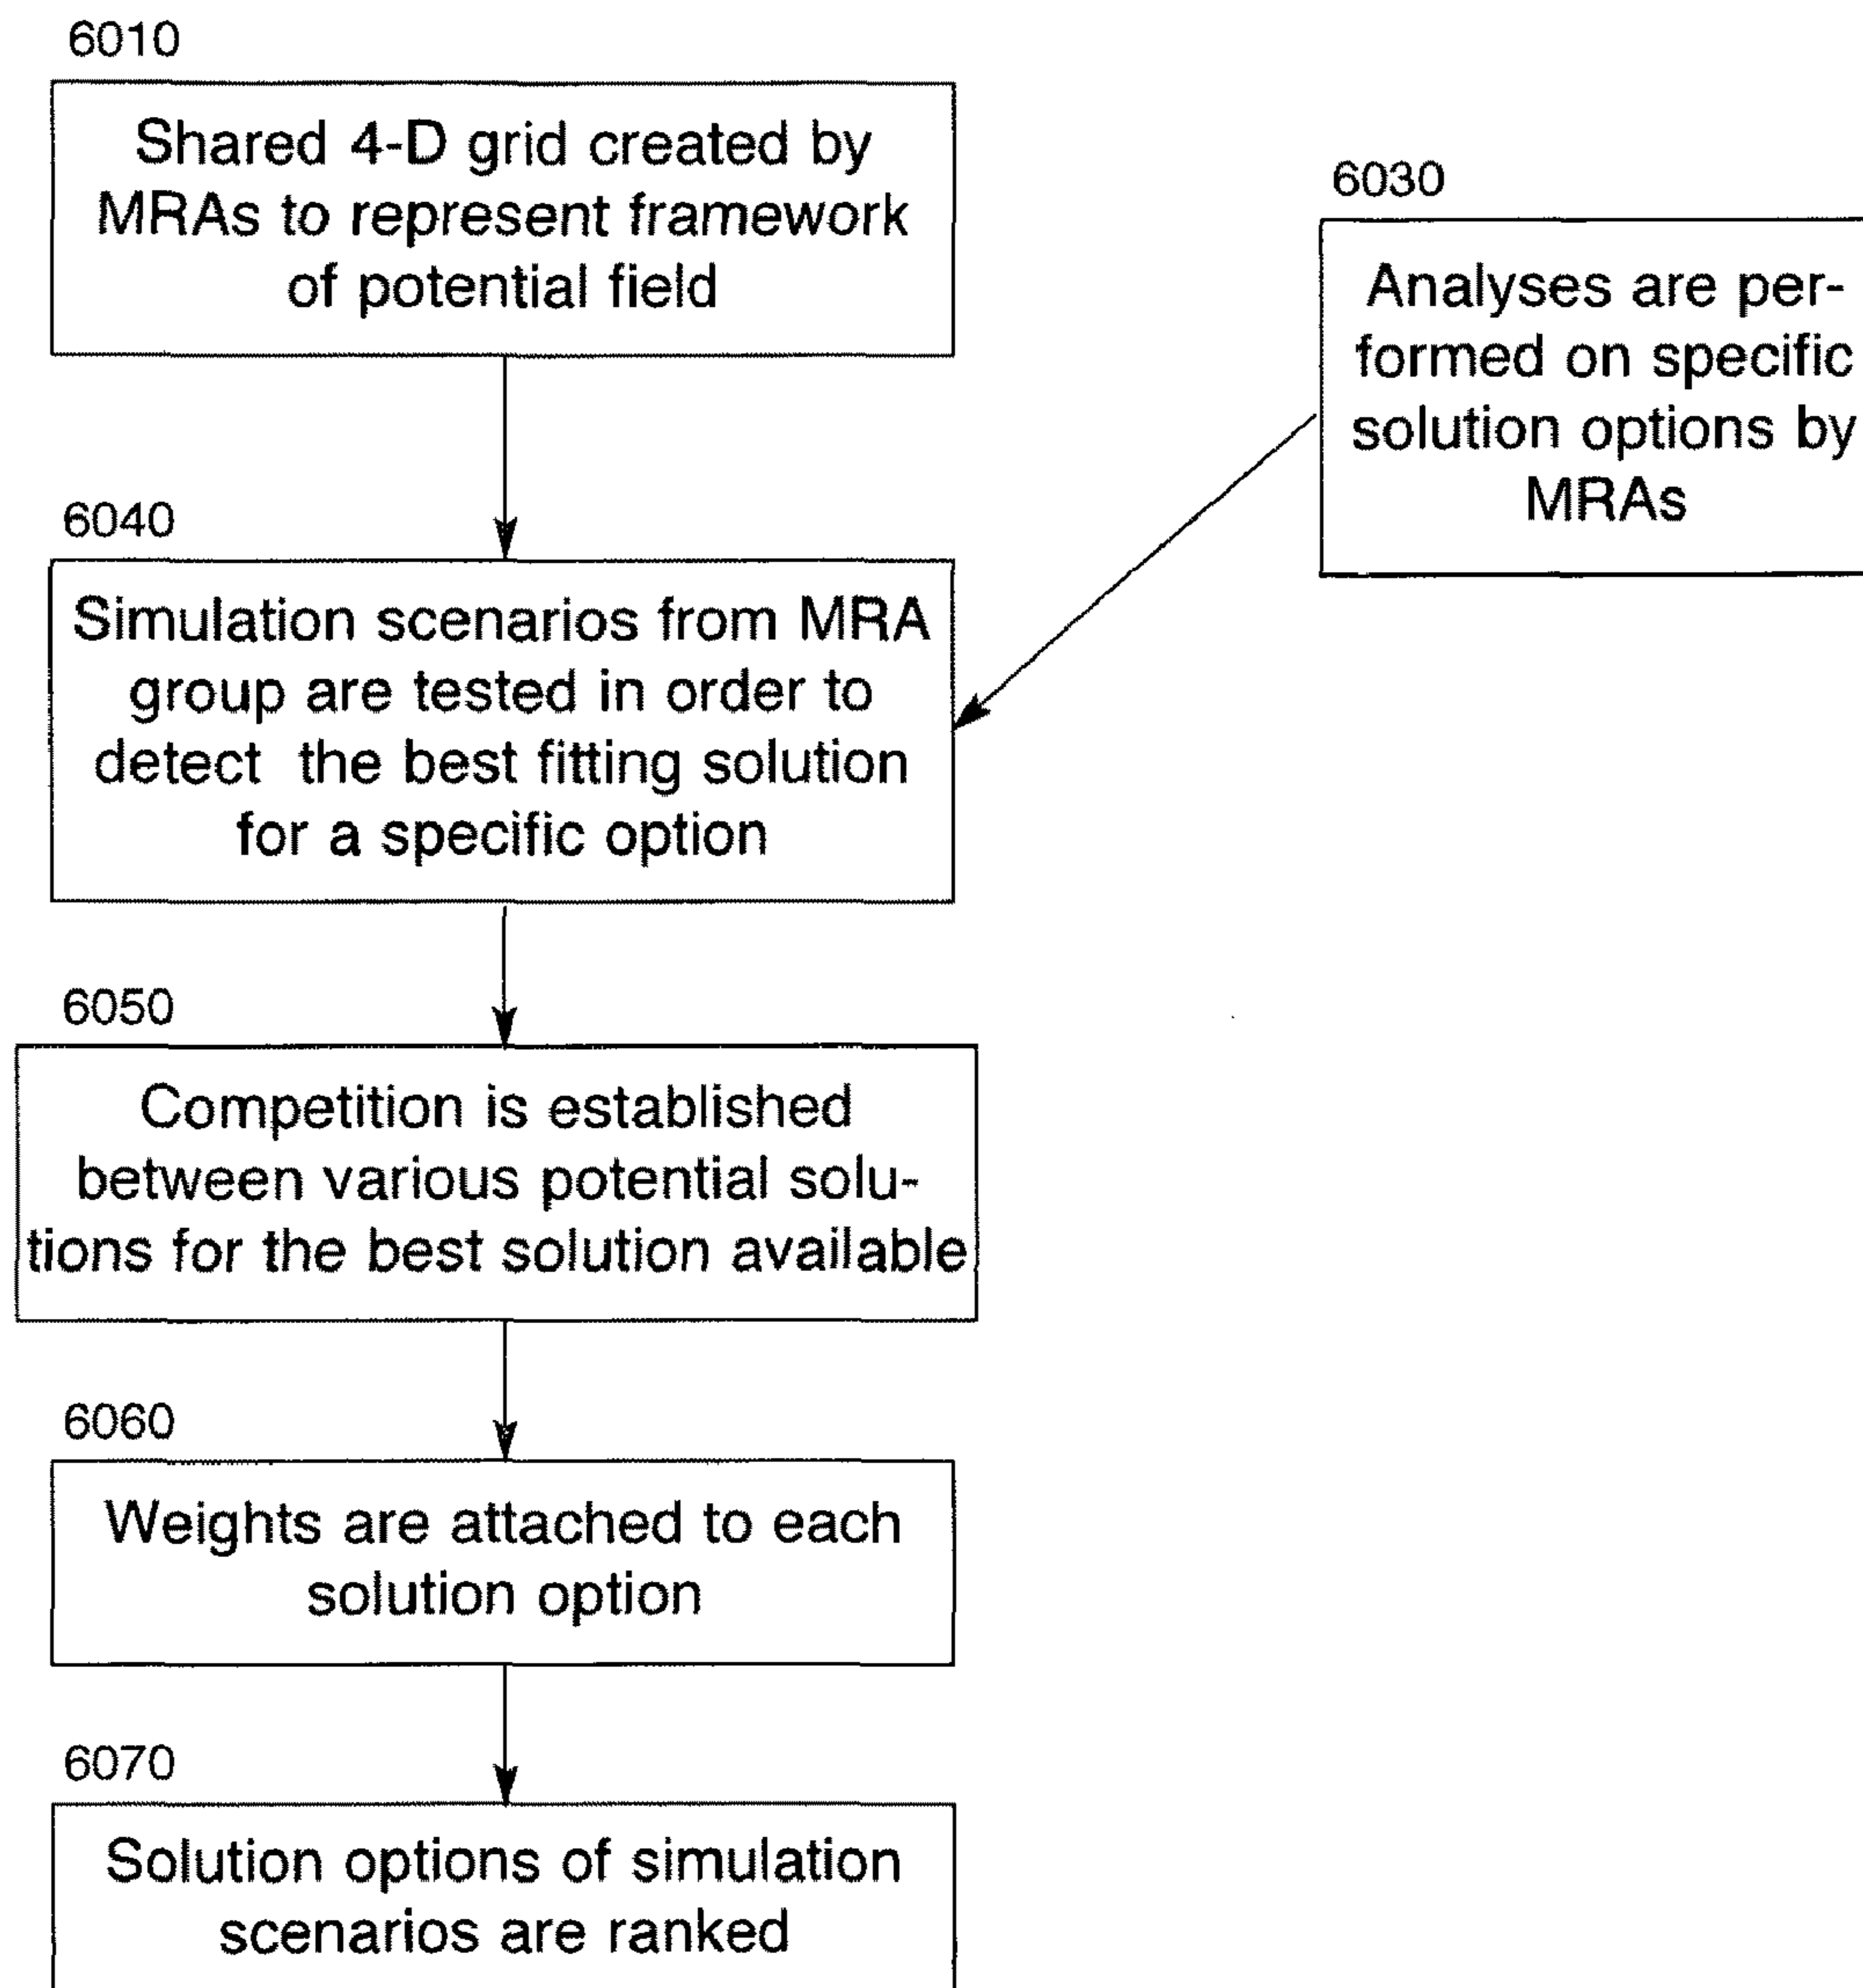 6010
Shared 4-D grid created by
MRAs to represent framework
of potential field
6030
Analyses are per-
formed on specific
solution options by
MRAs
6040
Simulation scenarios from MRA
group are tested in order to
detect the best fitting solution
for a specific option
6050
Competition is established
between various potential solu-
tions for the best solution available
6060
Weights are attached to each
solution option
6070
Solution options of simulation
scenarios are ranked